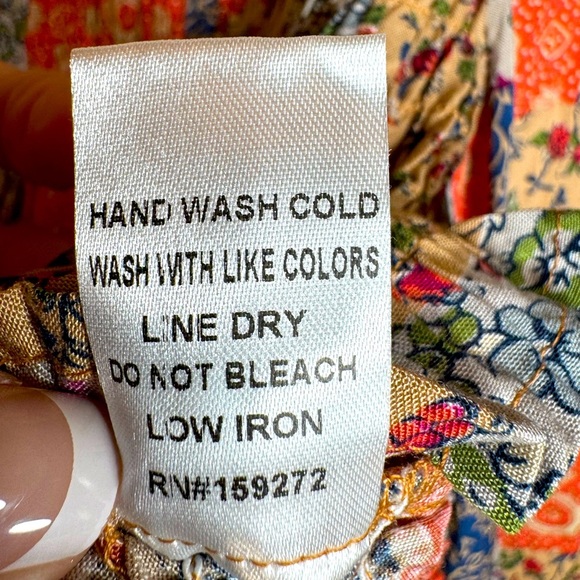 HAND WASH COLD
WASH WITH LIKE COLORS
LINE DRY
DO NOT BLEACH
LOW IRON
RN#159272